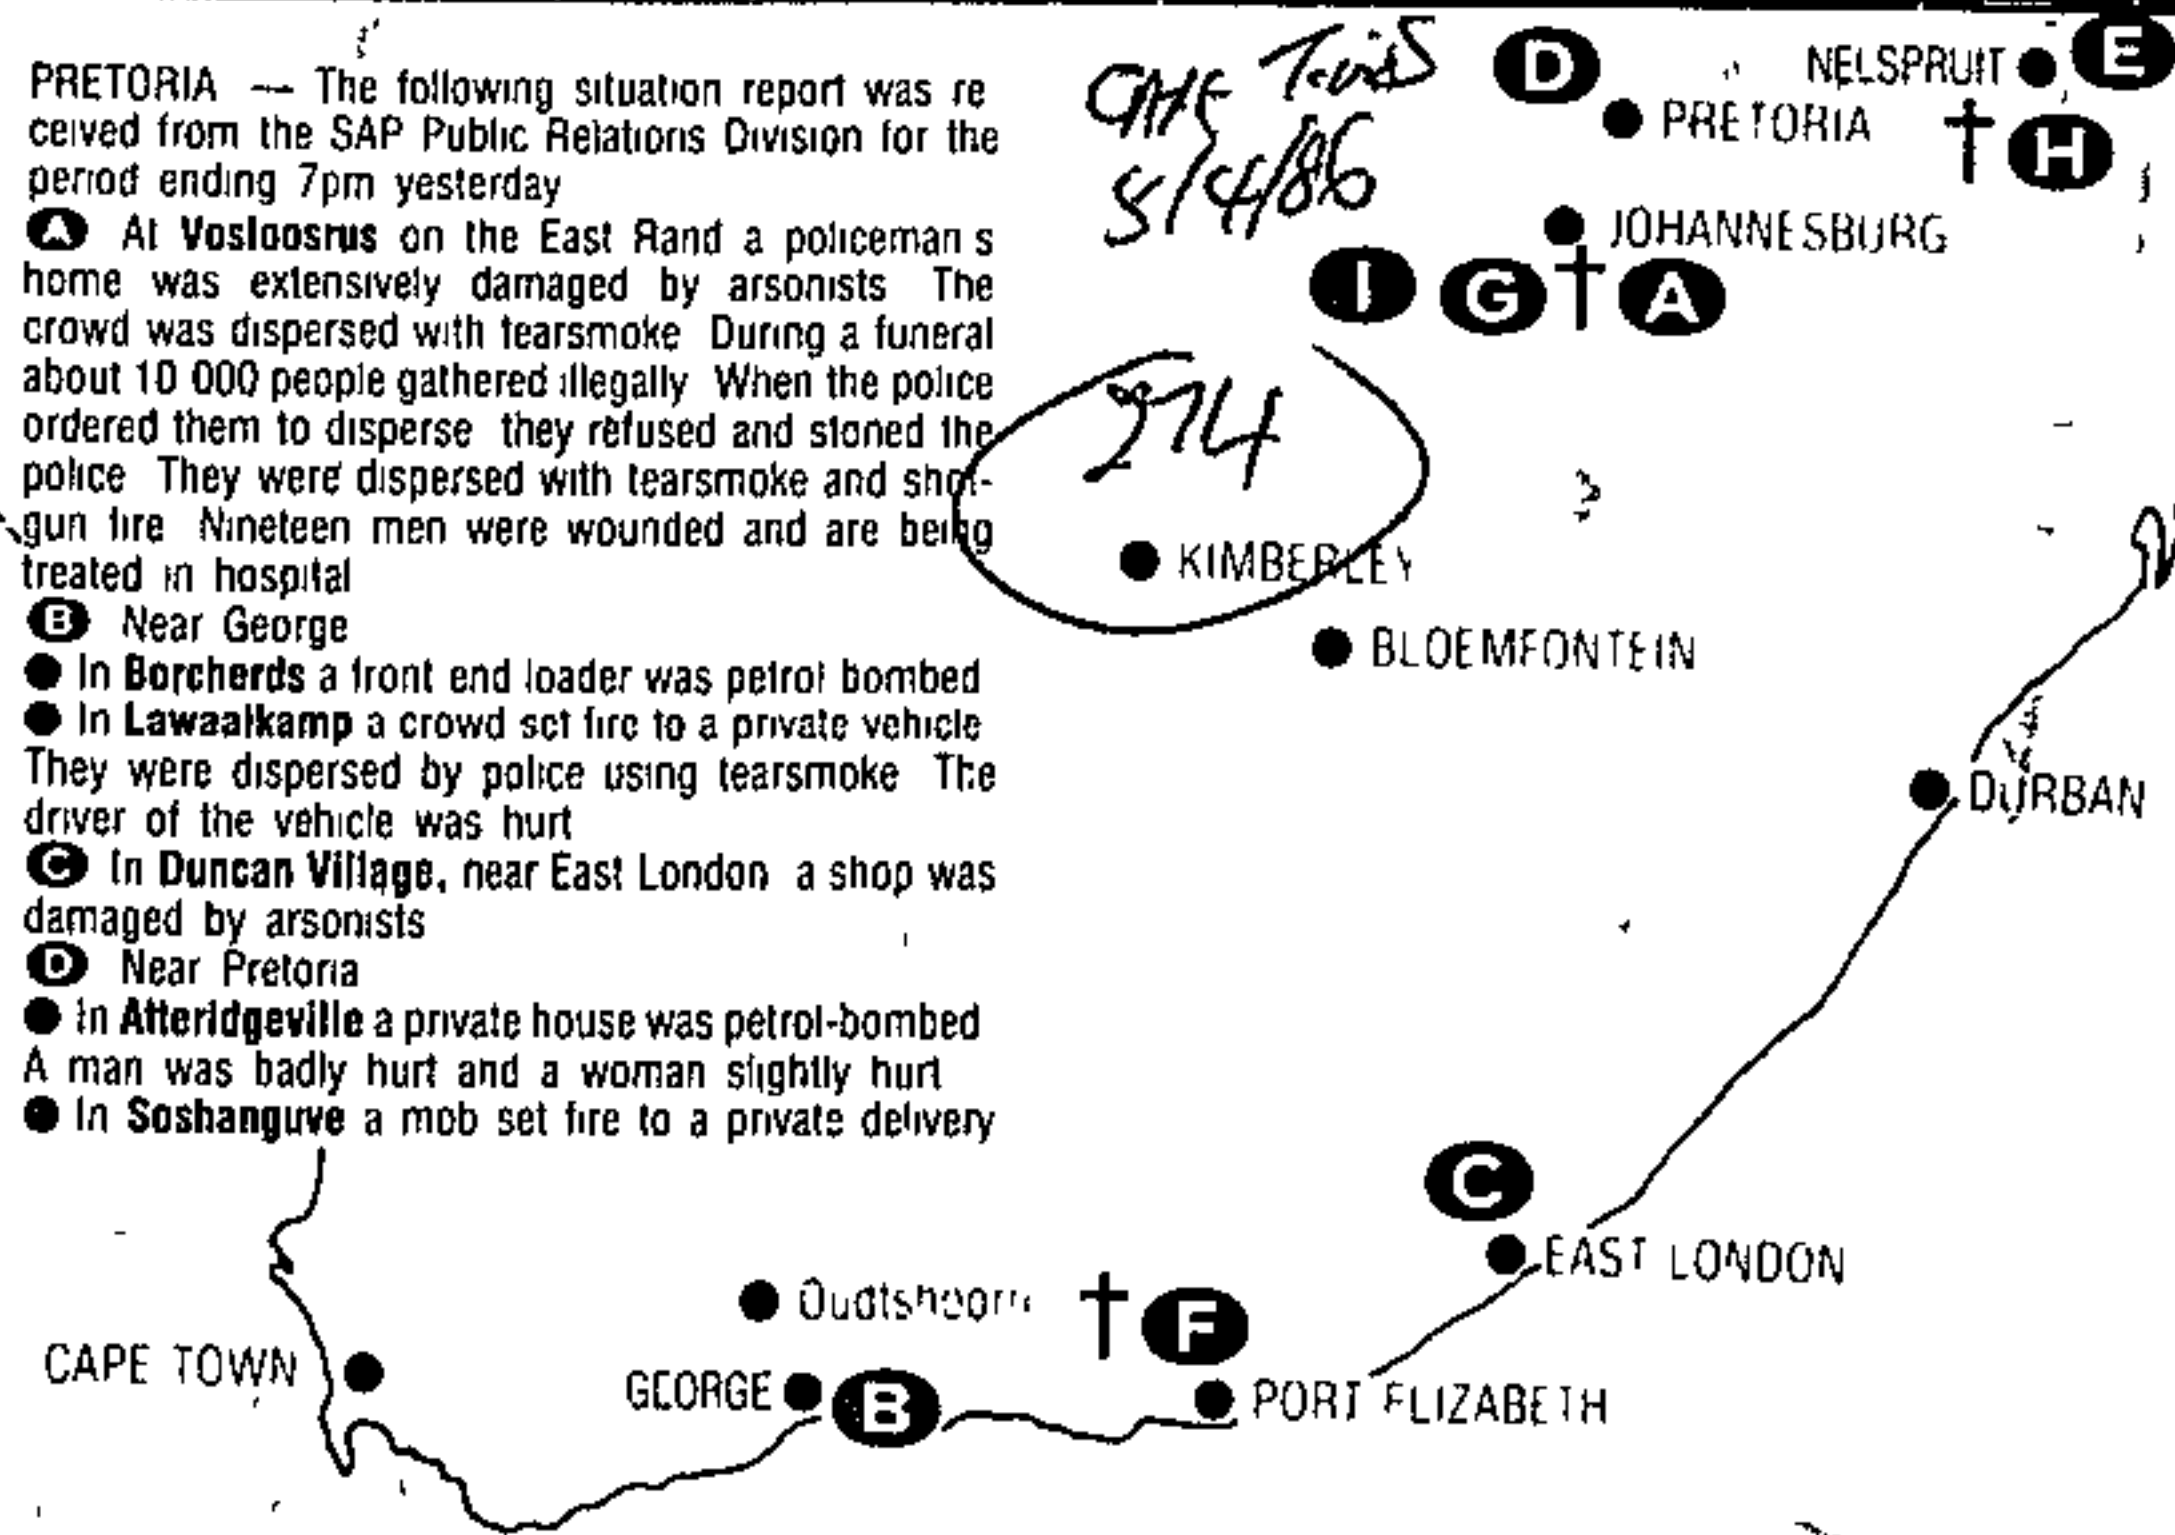 PRETORIA — The following situation report was re
ceived from the SAP Public Relations Division for the
period ending 7pm yesterday
A At Vosloosrus on the East Rand a policeman s
home was extensively damaged by arsonists The
crowd was dispersed with tearsmoke During a funeral
about 10 000 people gathered illegally When the police
ordered them to disperse they refused and stoned the
police They were dispersed with tearsmoke and shot-
gun fire Nineteen men were wounded and are being
treated in hospital
B Near George
● In Borcherds a front end loader was petrol bombed
● In Lawaalkamp a crowd set fire to a private vehicle
They were dispersed by police using tearsmoke The
driver of the vehicle was hurt
C In Duncan Village, near East London a shop was
damaged by arsonists
D Near Pretoria
● In Atteridgeville a private house was petrol-bombed
A man was badly hurt and a woman slightly hurt
● In Soshanguve a mob set fire to a private delivery
5/4/86
274
D
NELSPRUIT E
PRETORIA
† H
JOHANNESBURG
I G † A
KIMBERLEY
BLOEMFONTEIN
DURBAN
C
EAST LONDON
Oudtshoorn
† F
CAPE TOWN
GEORGE B
PORT ELIZABETH